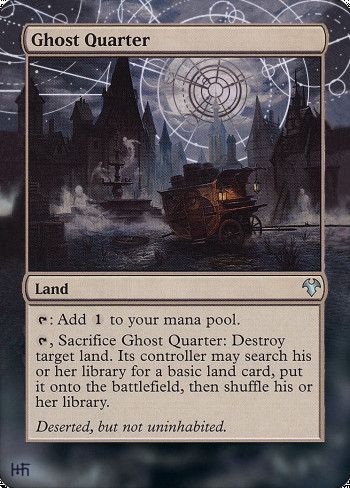 Ghost Quarter
Land
: Add 1 to your mana pool.
, Sacrifice Ghost Quarter: Destroy
target land. Its controller may search his
or her library for a basic land card, put
it onto the battlefield, then shuffle his or
her library.
Deserted, but not uninhabited.